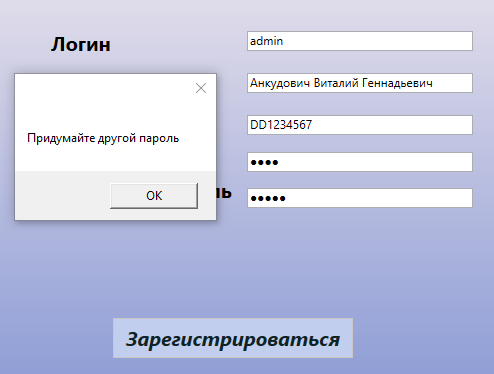 Логин
admin
Анкудович Виталий Геннадьевич
Придумайте другой пароль
DD1234567
●●●●
OK
ль
●●●●●
Зарегистрироваться